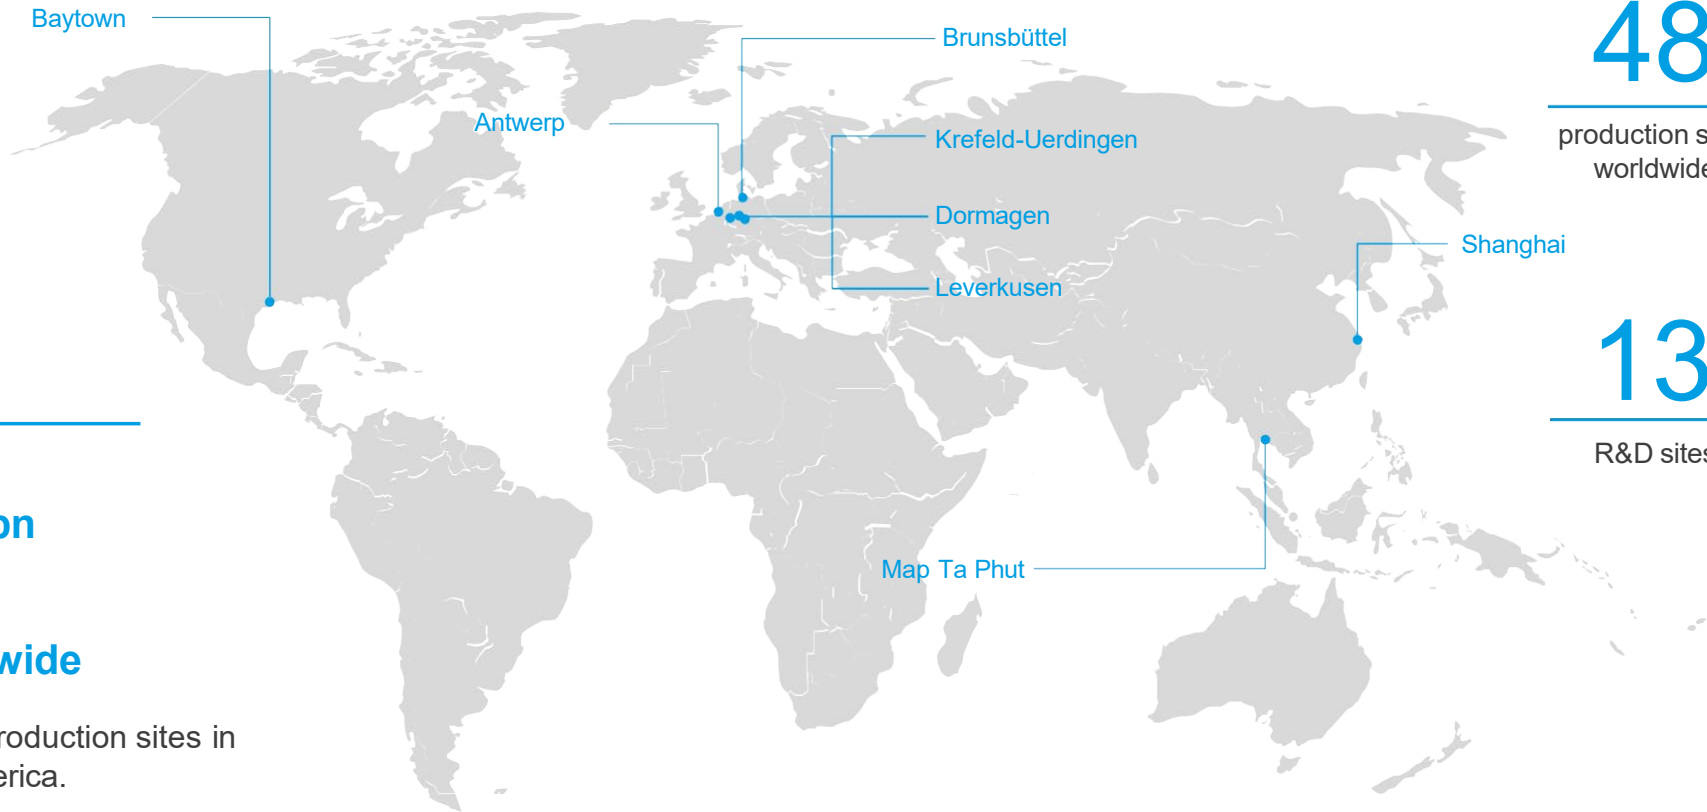 Baytown
Brunsbüttel
48
Antwerp
Krefeld-Uerdingen
production s
worldwide
Dormagen
Shanghai
Leverkusen
13
R&D sites
on
Map Ta Phut
wide
roduction sites in
erica.